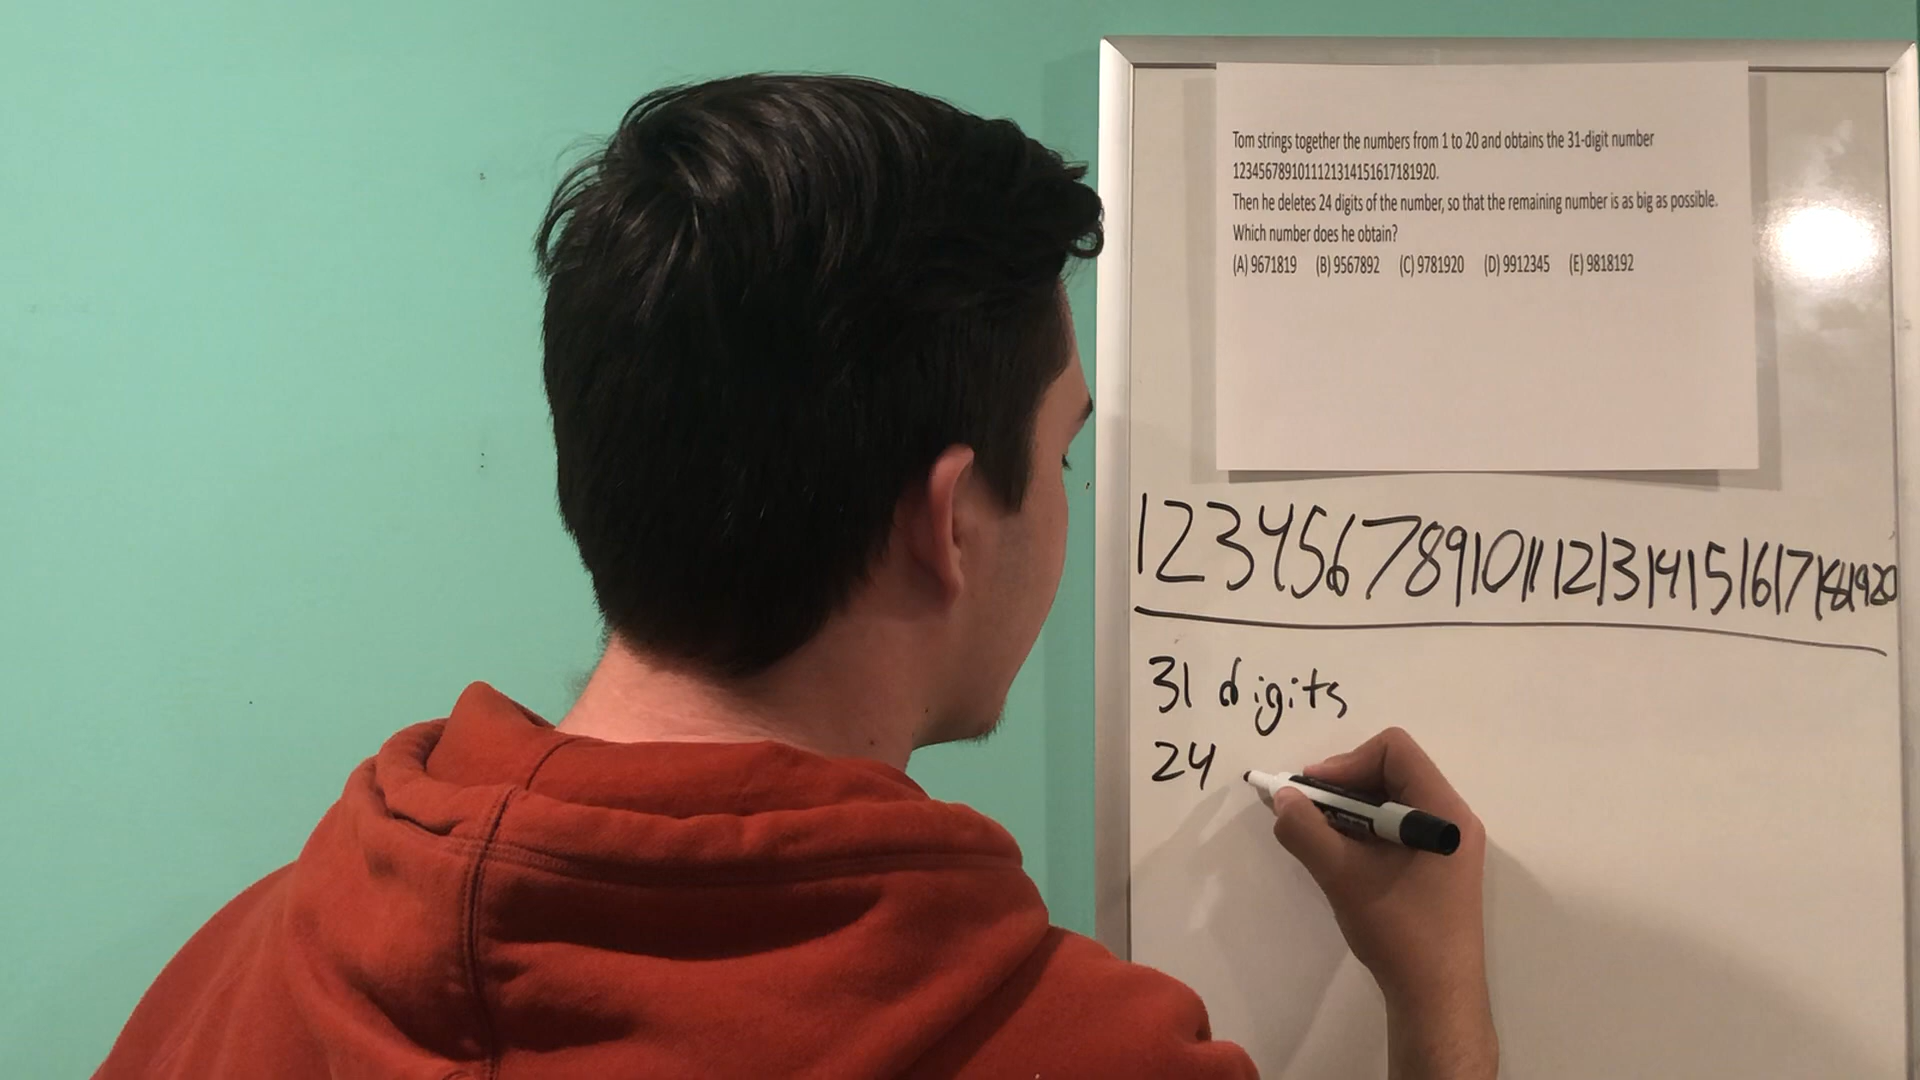 Tom strings together the numbers from 1 to 20 and obtains the 31-digit number
1234567891011121314151617181920.
Then he deletes 24 digits of the number, so that the remaining number is as big as possible.
Which number does he obtain?
(A) 9671819 (B) 9567892 (C) 9781920 (D) 9912345 (E) 9818192
1234567891011121314151617181920
31 digits
24